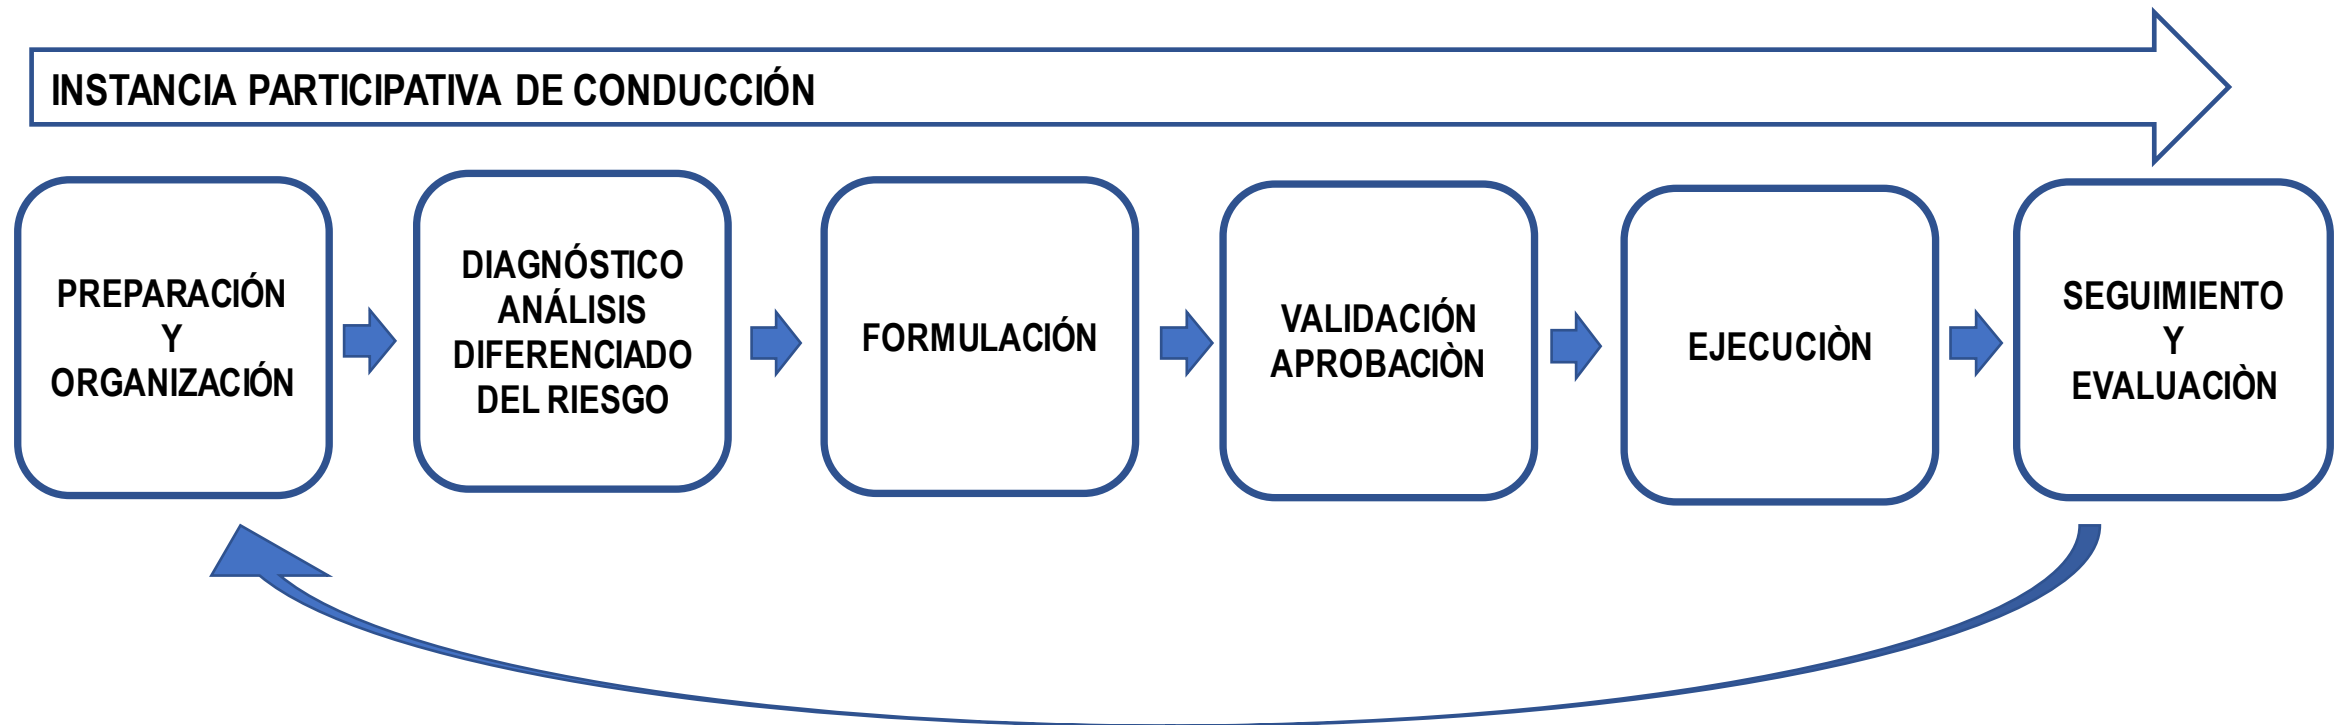 INSTANCIA PARTICIPATIVA DE CONDUCCIÓN
PREPARACIÓN
Y
ORGANIZACIÓN
DIAGNÓSTICO
ANÁLISIS
DIFERENCIADO
DEL RIESGO
FORMULACIÓN
VALIDACIÓN
APROBACIÒN
EJECUCIÒN
SEGUIMIENTO
Y
EVALUACIÒN